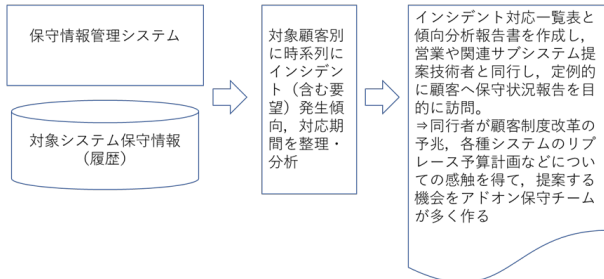 保守情報管理システム
対象システム保守情報
（履歴）
対象顧客別
に時系列に
インシデン
ト（含む要
望）発生傾
向，対応期
間を整理・
分析
インシデント対応一覧表と
傾向分析報告書を作成し，
営業や関連サブシステム提
案技術者と同行し，定例的
に顧客へ保守状況報告を目
的に訪問。
⇒同行者が顧客制度改革の
予兆，各種システムのリプ
レース予算計画などについ
ての感触を得て，提案する
機会をアドオン保守チーム
が多く作る